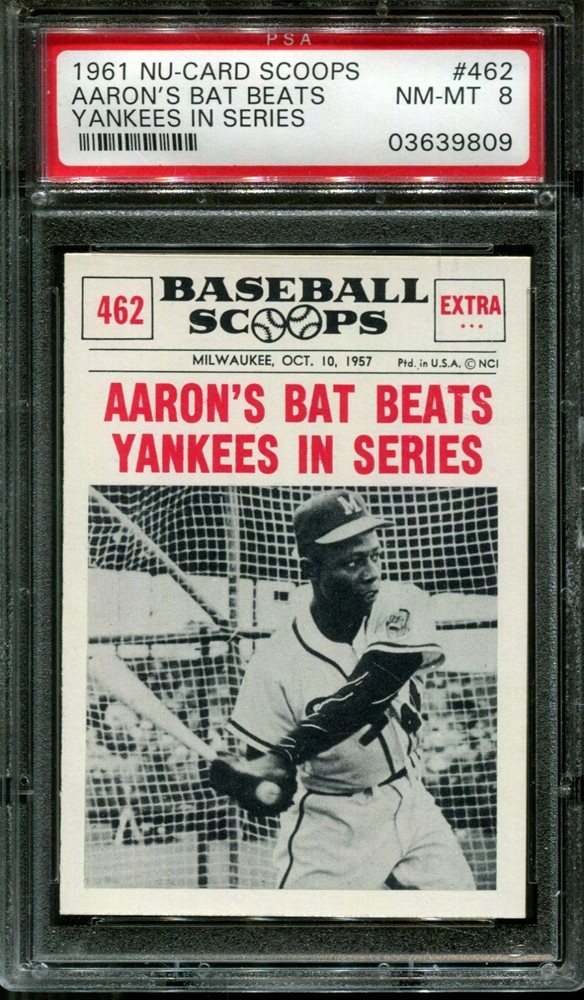 PSA
1961 NU-CARD SCOOPS #462
AARON'S BAT BEATS NM-MT 8
YANKEES IN SERIES
03639809
462 BASEBALL SCOOPS EXTRA ...
MILWAUKEE, OCT. 10, 1957 Ptd. in U.S.A. © NCI
AARON'S BAT BEATS
YANKEES IN SERIES
M